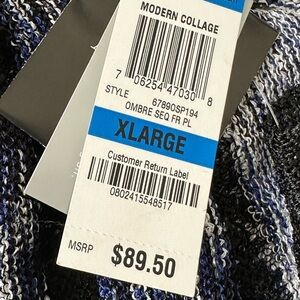 MODERN COLLAGE
7 06254 47030 8
STYLE 67890SP194
OMBRE SEQ FR PL
XLARGE
Customer Return Label
0802415548517
MSRP $89.50